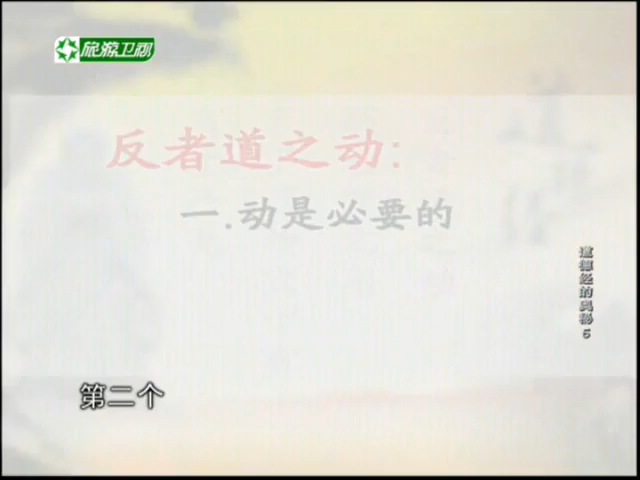 旅游卫视
反者道之动:
一.动是必要的
道德经的奥秘 6
第二个